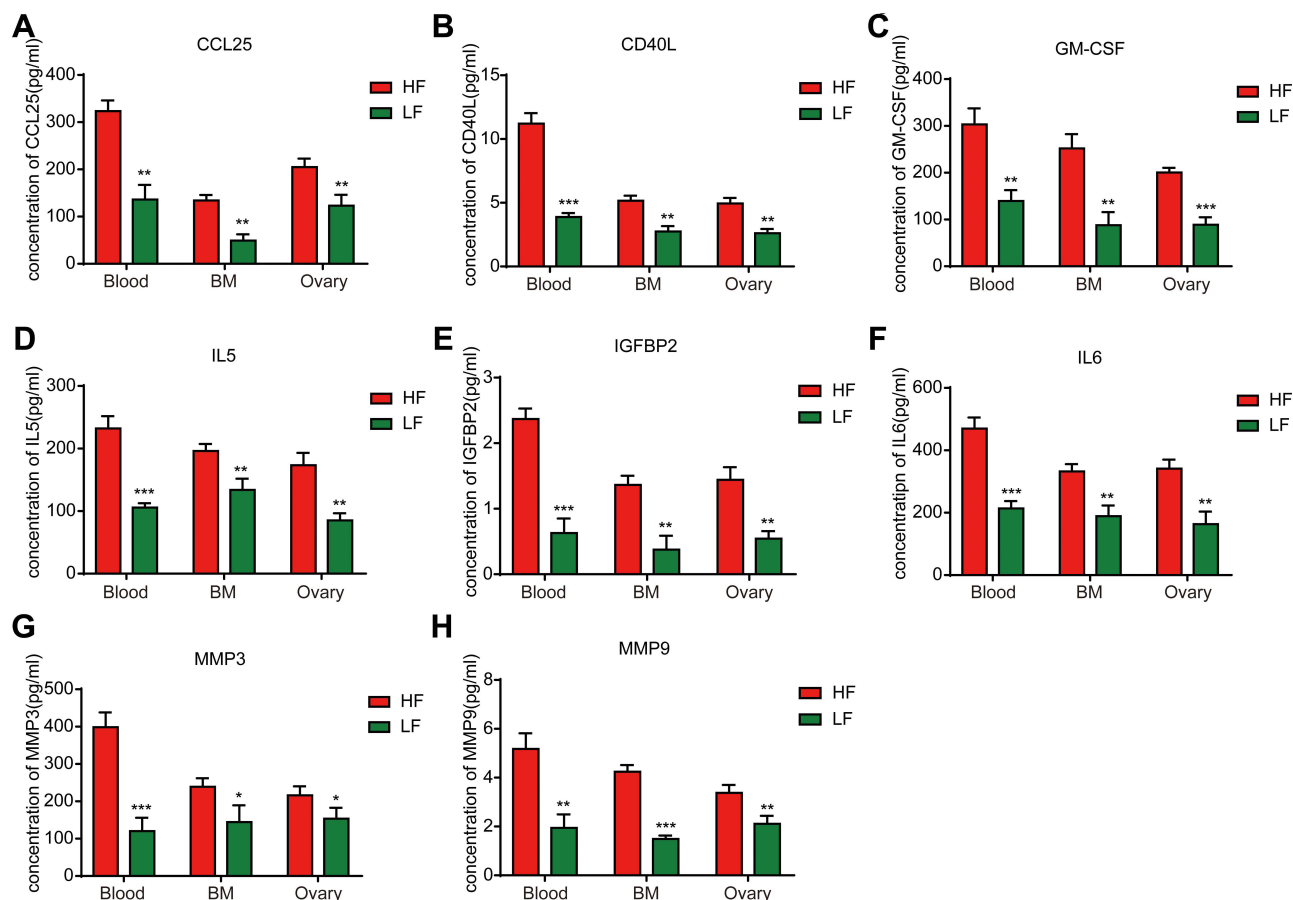 A
CCL25
concentration of CCL25(pg/ml)
400
300
200
100
0
** ** **
Blood BM Ovary
HF
LF
B
CD40L
concentration of CD40L(pg/ml)
15
10
5
0
*** ** **
Blood BM Ovary
HF
LF
C
GM-CSF
concentration of GM-CSF(pg/ml)
400
300
200
100
0
** ** ***
Blood BM Ovary
HF
LF
D
IL5
concentration of IL5(pg/ml)
300
200
100
0
*** ** **
Blood BM Ovary
HF
LF
E
IGFBP2
concentration of IGFBP2(pg/ml)
3
2
1
0
*** ** **
Blood BM Ovary
HF
LF
F
IL6
concentratipn of IL6(pg/ml)
600
400
200
0
*** ** **
Blood BM Ovary
HF
LF
G
MMP3
concentration of MMP3(pg/ml)
500
400
300
200
100
0
*** * *
Blood BM Ovary
HF
LF
H
MMP9
concentration of MMP9(pg/ml)
8
6
4
2
0
** *** **
Blood BM Ovary
HF
LF